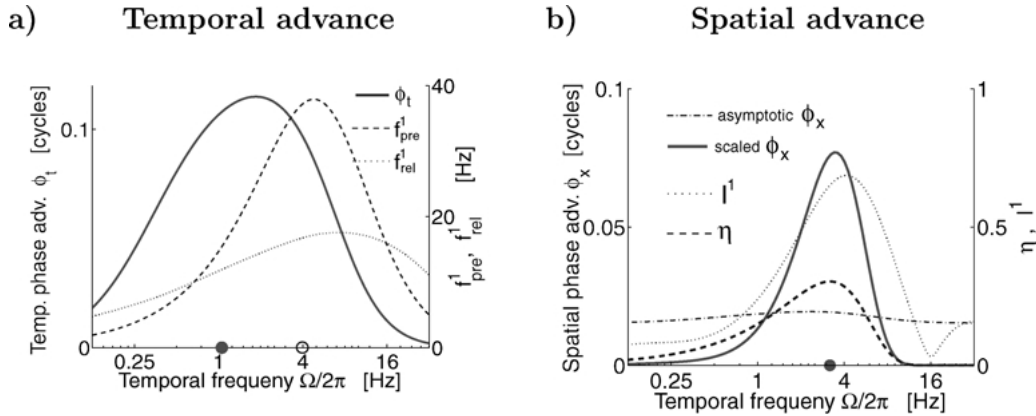 a) Temporal advance
b) Spatial advance
Temp. phase adv. ϕt [cycles]
0.1
0
ϕt
f¹pre
f¹rel
40
20
0
f¹pre, f¹rel [Hz]
0.25 1 4 16
Temporal frequeny Ω/2π [Hz]
Spatial phase adv. ϕx [cycles]
0.1
0.05
0
asymptotic ϕx
scaled ϕx
I¹
η
1
0.5
0
η, I¹
0.25 1 4 16
Temporal frequeny Ω/2π [Hz]